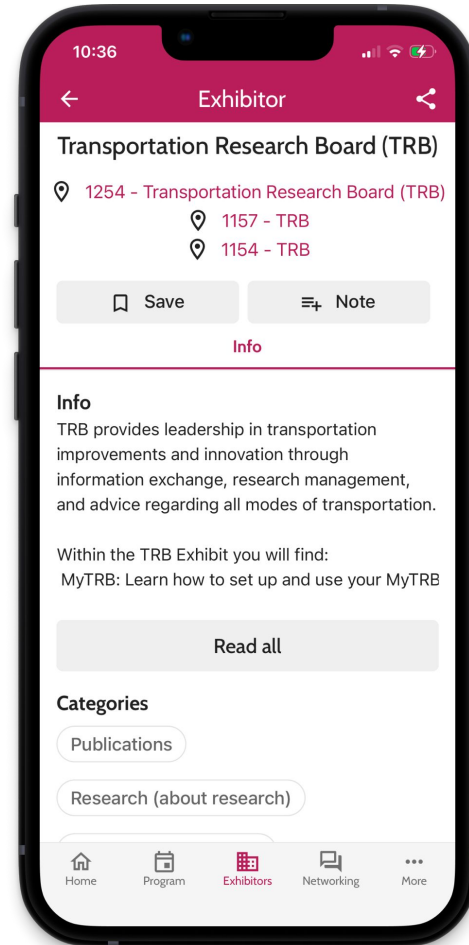 10:36
Exhibitor
Transportation Research Board (TRB)
1254 - Transportation Research Board (TRB)
1157 - TRB
1154 - TRB
Save
Note
Info
Info
TRB provides leadership in transportation
improvements and innovation through
information exchange, research management,
and advice regarding all modes of transportation.
Within the TRB Exhibit you will find:
MyTRB: Learn how to set up and use your MyTRB
Read all
Categories
Publications
Research (about research)
Home
Program
Exhibitors
Networking
More